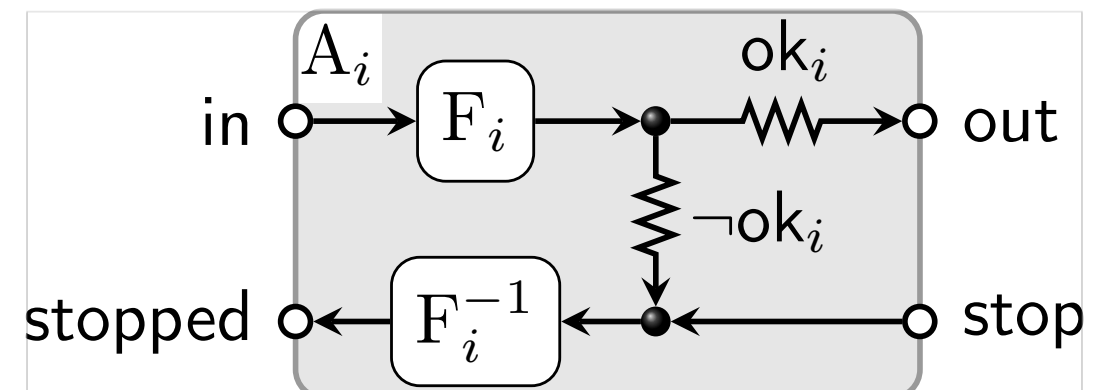 A_i
ok_i
in
F_i
out
¬ok_i
stopped
F_i^{-1}
stop